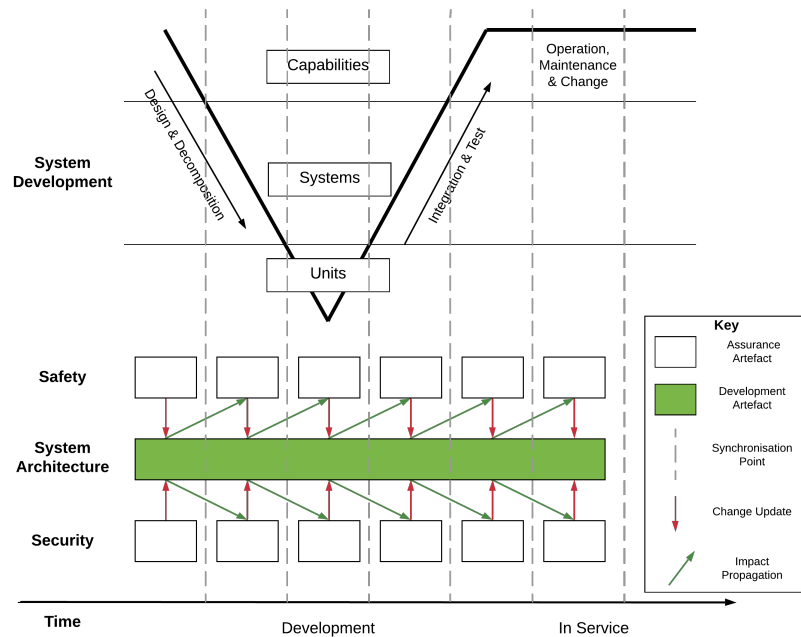 Capabilities
Operation,
Maintenance
& Change
Design & Decomposition
Integration & Test
System
Development
Systems
Units
Key
Assurance
Artefact
Development
Artefact
Synchronisation
Point
Change Update
Impact
Propagation
Safety
System
Architecture
Security
Time
Development
In Service